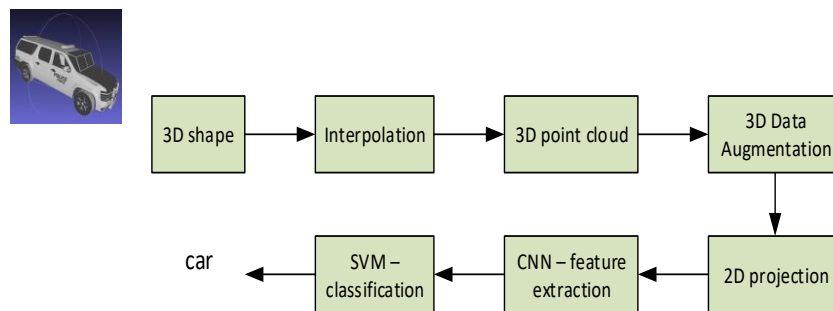 3D shape
Interpolation
3D point cloud
3D Data
Augmentation
car
SVM –
classification
CNN – feature
extraction
2D projection